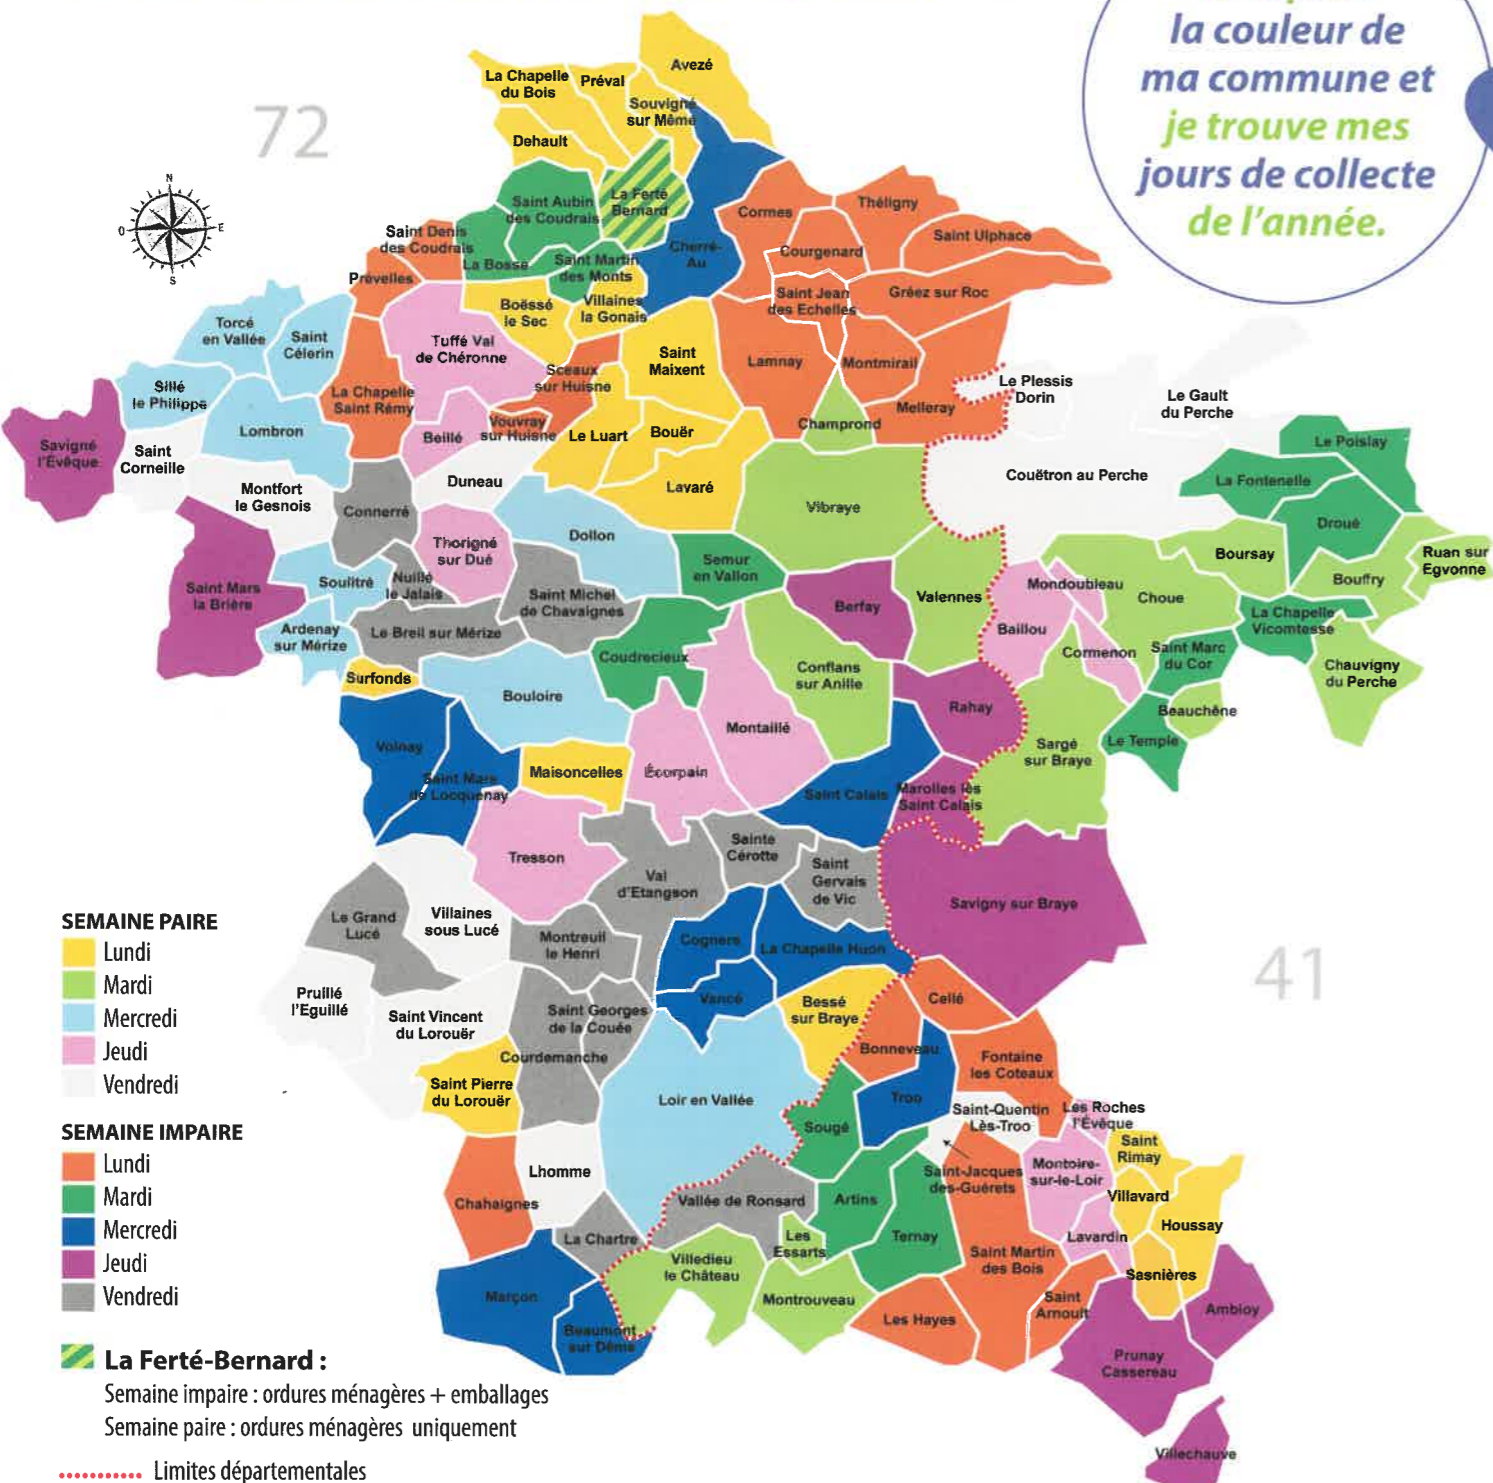 la couleur de
ma commune et
je trouve mes
jours de collecte
de l'année.
72
N
O
E
S
La Chapelle
du Bois
Préval
Avezé
Souvigné
sur Même
Dehault
Saint Aubin
des Coudrais
La Ferté
Bernard
Saint Denis
des Coudrais
La Bosse
Saint Martin
des Monts
Cherré-
Au
Cormes
Théligny
Courgenard
Saint Ulphace
Prévelles
Boëssé
le Sec
Villaines
la Gonais
Saint Jean
des Echelles
Gréez sur Roc
Torcé
en Vallée
Saint
Célerin
Tuffé Val
de Chéronne
Sceaux
sur Huisne
Saint
Maixent
Lamnay
Montmirail
Sillé
le Philippe
La Chapelle
Saint Rémy
Le Plessis
Dorin
Le Gault
du Perche
Melleray
Champrond
Savigné
l'Evêque
Saint
Corneille
Lombron
Beillé
Vouvray
sur Huisne
Le Luart
Bouër
Le Poislay
Montfort
le Gesnois
Duneau
Lavaré
Couëtron au Perche
La Fontenelle
Connerré
Vibraye
Droué
Thorigné
sur Dué
Dollon
Semur
en Vallon
Boursay
Ruan sur
Egvonne
Saint Mars
la Brière
Soulitré
Nuillé
le Jalais
Saint Michel
de Chavaignes
Berfay
Valennes
Mondoubleau
Choue
Bouffry
Ardenay
sur Mérize
Le Breil sur Mérize
Baillou
La Chapelle
Vicomtesse
Coudrecieux
Conflans
sur Anille
Cormenon
Saint Marc
du Cor
Chauvigny
du Perche
Surfonds
Bouloire
Montaillé
Rahay
Beauchêne
Volnay
Sargé
sur Braye
Le Temple
Saint Mars
de Locquenay
Maisoncelles
Écorpain
Saint Calais
Marolles lès
Saint Calais
Tresson
Sainte
Cérotte
Val
d'Etangson
Saint
Gervais
de Vic
Savigny sur Braye
Le Grand
Lucé
Villaines
sous Lucé
Montreuil
le Henri
Cogners
La Chapelle Huon
41
Pruillé
l'Eguillé
Saint Vincent
du Lorouër
Saint Georges
de la Couée
Vancé
Bessé
sur Braye
Cellé
Courdemanche
Bonneveau
Fontaine
les Coteaux
Saint Pierre
du Lorouër
Loir en Vallée
Troo
Saint-Quentin
Lès-Troo
Les Roches
l'Évêque
Sougé
Saint
Rimay
Lhomme
Saint-Jacques
des-Guérets
Montoire-
sur-le-Loir
Chahaignes
Vallée de Ronsard
Artins
Villavard
La Chartre
Les
Essarts
Ternay
Lavardin
Houssay
Villedieu
le Château
Saint Martin
des Bois
Sasnières
Marçon
Montrouveau
Les Hayes
Saint
Arnoult
Ambloy
Beaumont
sur Dême
Prunay
Cassereau
Villechauve
SEMAINE PAIRE
Lundi
Mardi
Mercredi
Jeudi
Vendredi
SEMAINE IMPAIRE
Lundi
Mardi
Mercredi
Jeudi
Vendredi
La Ferté-Bernard :
Semaine impaire : ordures ménagères + emballages
Semaine paire : ordures ménagères uniquement
Limites départementales